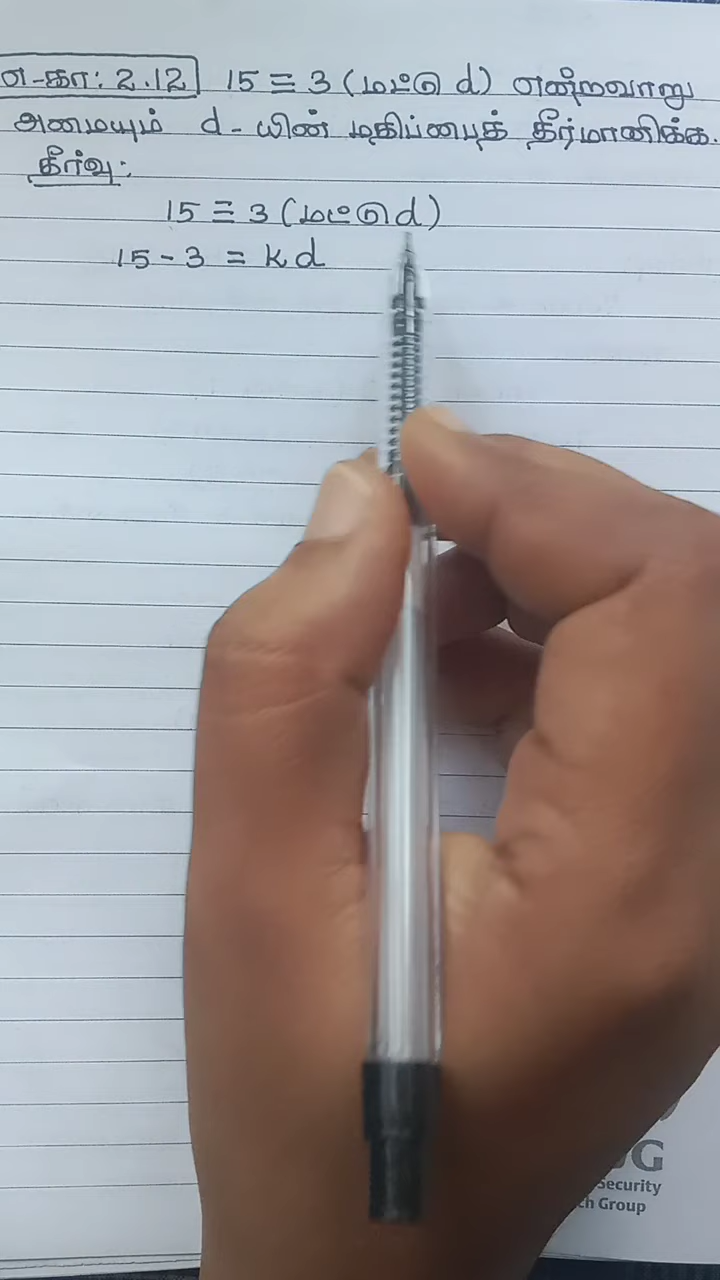 எ-கா: 2.12 15 ≡ 3 (மட்டு d) என்றவாறு
அமையும் d - யின் மதிப்பைத் தீர்மானிக்க.
தீர்வு:
15 ≡ 3 (மட்டு d)
15 - 3 = kd
G
Security
ch Group